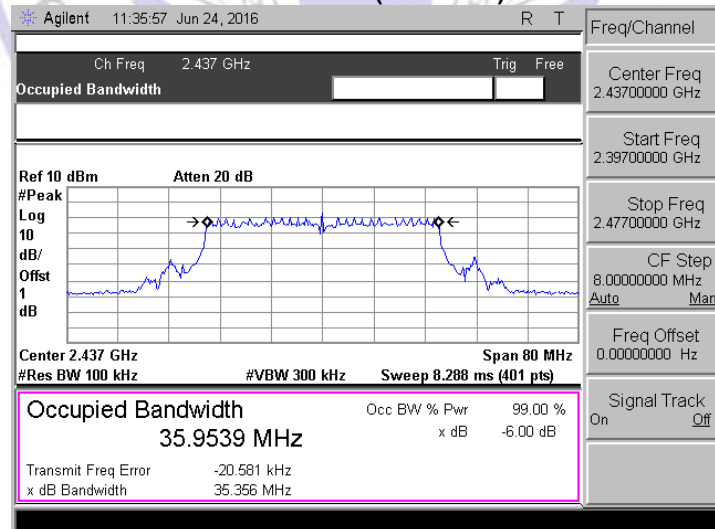 Agilent 11:35:57 Jun 24, 2016 R T
Freq/Channel
Ch Freq 2.437 GHz Trig Free
Occupied Bandwidth
Center Freq
2.43700000 GHz
Start Freq
2.39700000 GHz
Stop Freq
2.47700000 GHz
CF Step
8.00000000 MHz
Auto Man
Freq Offset
0.00000000 Hz
Signal Track
On Off
Ref 10 dBm Atten 20 dB
#Peak
Log
10
dB/
Offst
1
dB
Center 2.437 GHz Span 80 MHz
#Res BW 100 kHz #VBW 300 kHz Sweep 8.288 ms (401 pts)
Occupied Bandwidth Occ BW % Pwr 99.00 %
35.9539 MHz x dB -6.00 dB
Transmit Freq Error -20.581 kHz
x dB Bandwidth 35.356 MHz